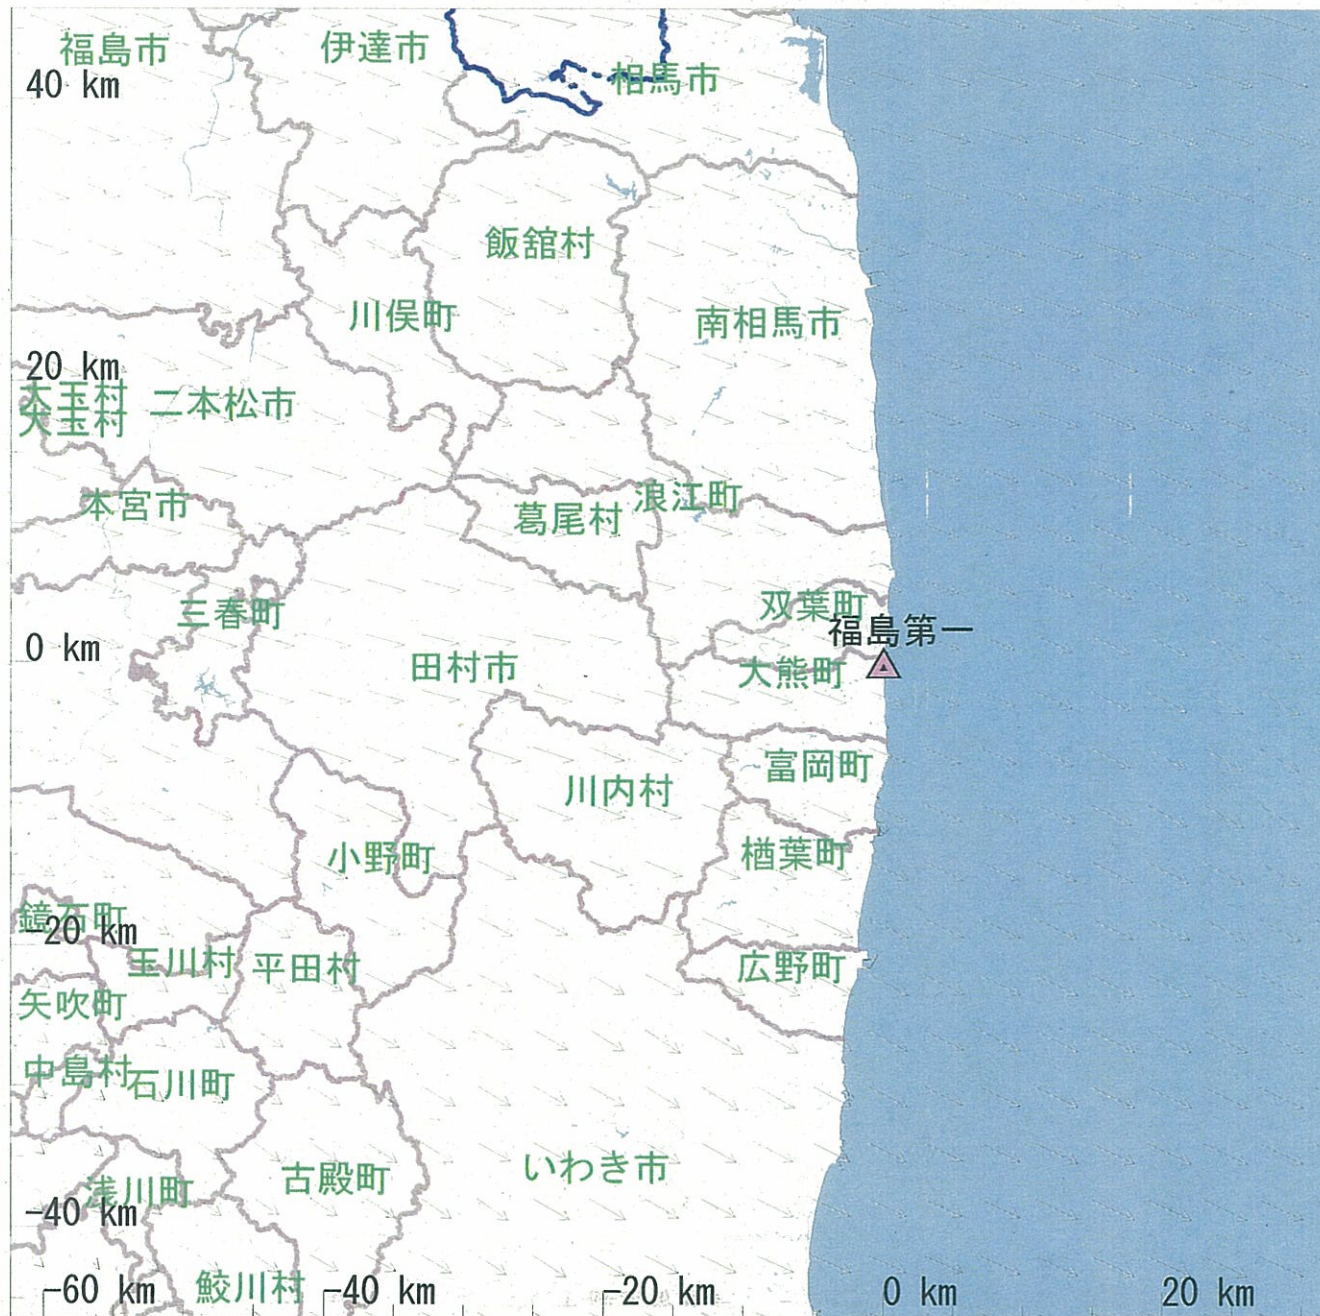 福島市
伊達市
相馬市
40 km
飯舘村
川俣町
南相馬市
20 km
大玉村
大玉村
二本松市
本宮市
葛尾村
浪江町
三春町
双葉町
福島第一
0 km
田村市
大熊町
川内村
富岡町
小野町
楢葉町
鏡石町
-20 km
玉川村
平田村
広野町
矢吹町
中島村
石川町
いわき市
古殿町
浅川町
-40 km
鮫川村
-60 km
-40 km
-20 km
0 km
20 km